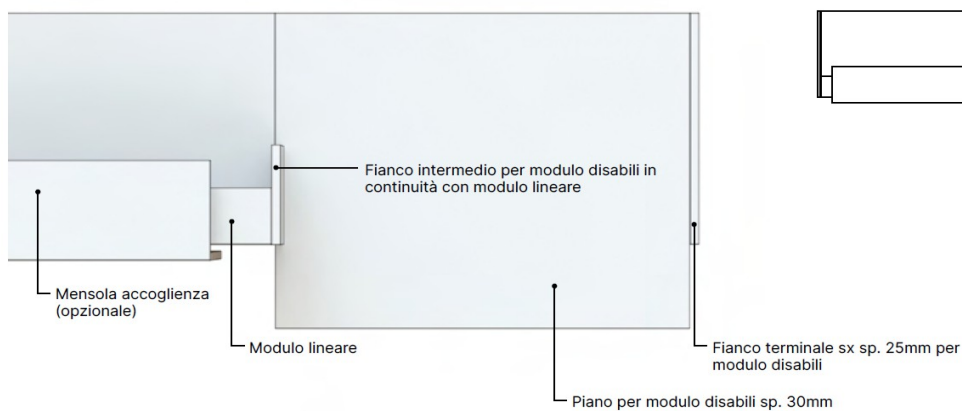 Fianco intermedio per modulo disabili in
continuità con modulo lineare
Mensola accoglienza
(opzionale)
Modulo lineare
Fianco terminale sx sp. 25mm per
modulo disabili
Piano per modulo disabili sp. 30mm